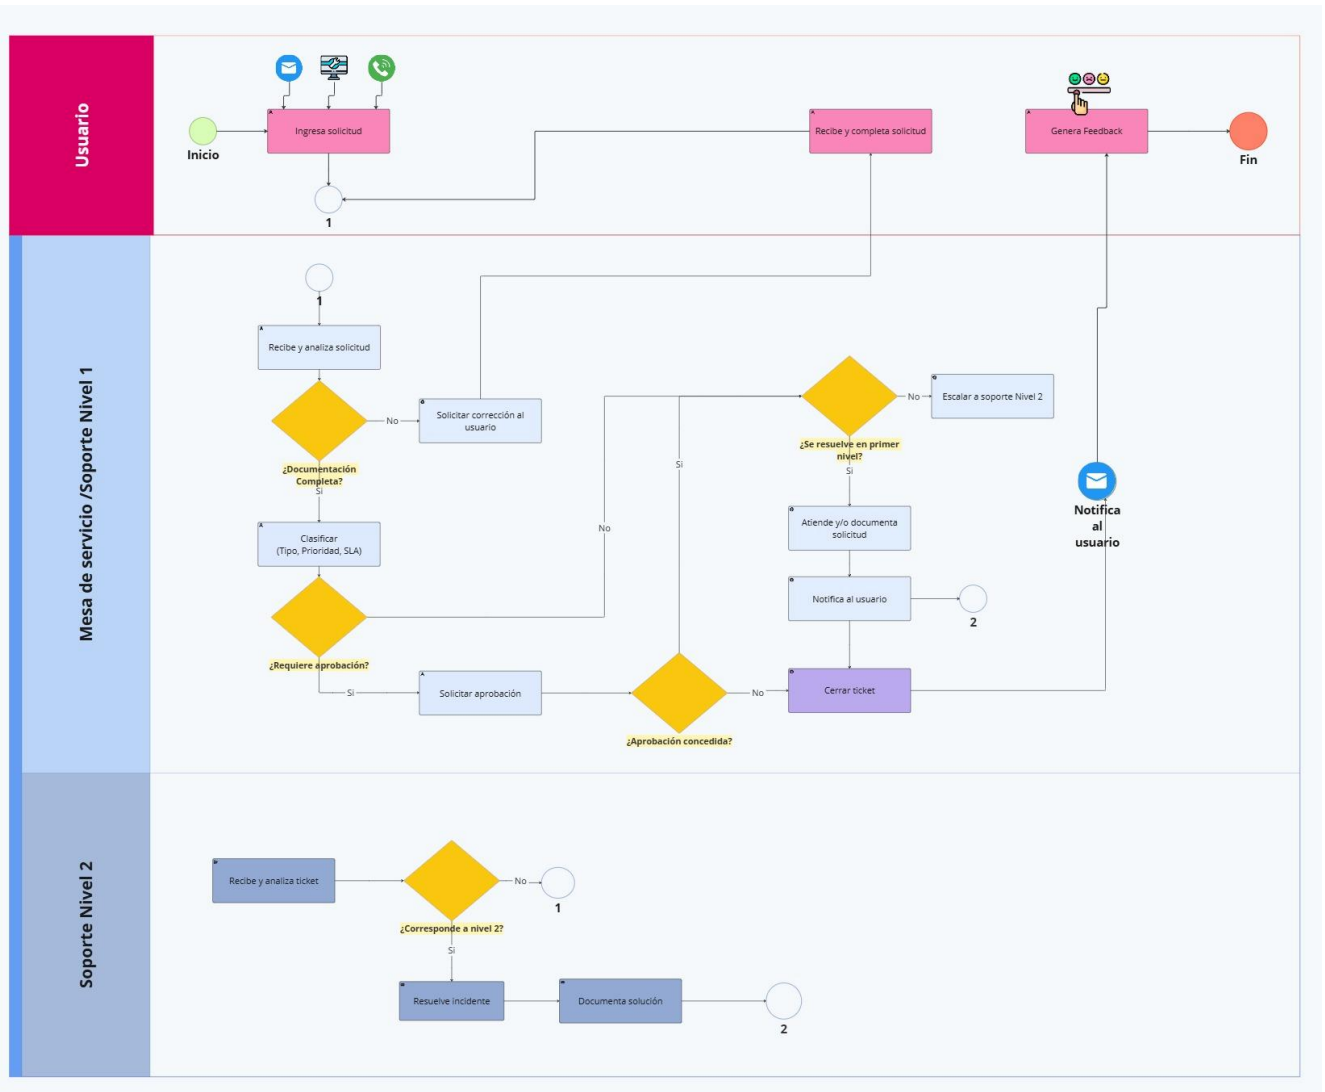 Usuario
Inicio
Ingresa solicitud
1
Recibe y completa solicitud
Genera Feedback
Fin
Mesa de servicio /Soporte Nivel 1
1
Recibe y analiza solicitud
¿Documentación
Completa?
No
Solicitar corrección al
usuario
Si
Clasificar
(Tipo, Prioridad, SLA)
¿Requiere aprobación?
No
Si
Solicitar aprobación
¿Aprobación concedida?
Si
No
¿Se resuelve en primer
nivel?
No
Escalar a soporte Nivel 2
Si
Atiende y/o documenta
solicitud
Notifica al usuario
2
Cerrar ticket
Notifica
al
usuario
Soporte Nivel 2
Recibe y analiza ticket
¿Corresponde a nivel 2?
No
1
Si
Resuelve incidente
Documenta solución
2